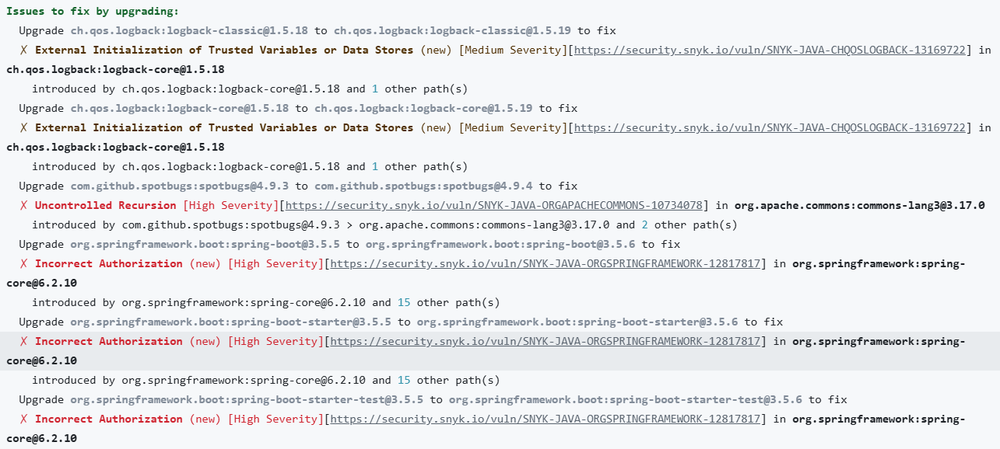 Issues to fix by upgrading:
Upgrade ch.qos.logback:logback-classic@1.5.18 to ch.qos.logback:logback-classic@1.5.19 to fix
✗ External Initialization of Trusted Variables or Data Stores (new) [Medium Severity][https://security.snyk.io/vuln/SNYK-JAVA-CHQOSLOGBACK-13169722] in
ch.qos.logback:logback-core@1.5.18
introduced by ch.qos.logback:logback-core@1.5.18 and 1 other path(s)
Upgrade ch.qos.logback:logback-core@1.5.18 to ch.qos.logback:logback-core@1.5.19 to fix
✗ External Initialization of Trusted Variables or Data Stores (new) [Medium Severity][https://security.snyk.io/vuln/SNYK-JAVA-CHQOSLOGBACK-13169722] in
ch.qos.logback:logback-core@1.5.18
introduced by ch.qos.logback:logback-core@1.5.18 and 1 other path(s)
Upgrade com.github.spotbugs:spotbugs@4.9.3 to com.github.spotbugs:spotbugs@4.9.4 to fix
✗ Uncontrolled Recursion [High Severity][https://security.snyk.io/vuln/SNYK-JAVA-ORGAPACHECOMMONS-10734078] in org.apache.commons:commons-lang3@3.17.0
introduced by com.github.spotbugs:spotbugs@4.9.3 > org.apache.commons:commons-lang3@3.17.0 and 2 other path(s)
Upgrade org.springframework.boot:spring-boot@3.5.5 to org.springframework.boot:spring-boot@3.5.6 to fix
✗ Incorrect Authorization (new) [High Severity][https://security.snyk.io/vuln/SNYK-JAVA-ORGSPRINGFRAMEWORK-12817817] in org.springframework:spring-
core@6.2.10
introduced by org.springframework:spring-core@6.2.10 and 15 other path(s)
Upgrade org.springframework.boot:spring-boot-starter@3.5.5 to org.springframework.boot:spring-boot-starter@3.5.6 to fix
✗ Incorrect Authorization (new) [High Severity][https://security.snyk.io/vuln/SNYK-JAVA-ORGSPRINGFRAMEWORK-12817817] in org.springframework:spring-
core@6.2.10
introduced by org.springframework:spring-core@6.2.10 and 15 other path(s)
Upgrade org.springframework.boot:spring-boot-starter-test@3.5.5 to org.springframework.boot:spring-boot-starter-test@3.5.6 to fix
✗ Incorrect Authorization (new) [High Severity][https://security.snyk.io/vuln/SNYK-JAVA-ORGSPRINGFRAMEWORK-12817817] in org.springframework:spring-
core@6.2.10